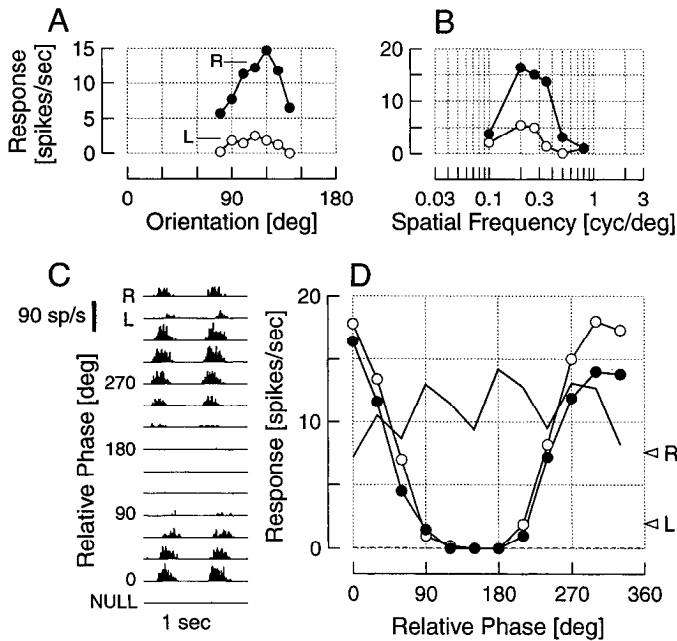 A
Response
[spikes/sec]
15
10
5
0
R
L
0
90
180
Orientation [deg]
B
20
10
0
0.03
0.1
0.3
1
3
Spatial Frequency [cyc/deg]
C
90 sp/s
R
L
Relative Phase [deg]
270
180
90
0
NULL
1 sec
D
Response [spikes/sec]
20
10
0
R
L
0
90
180
270
360
Relative Phase [deg]